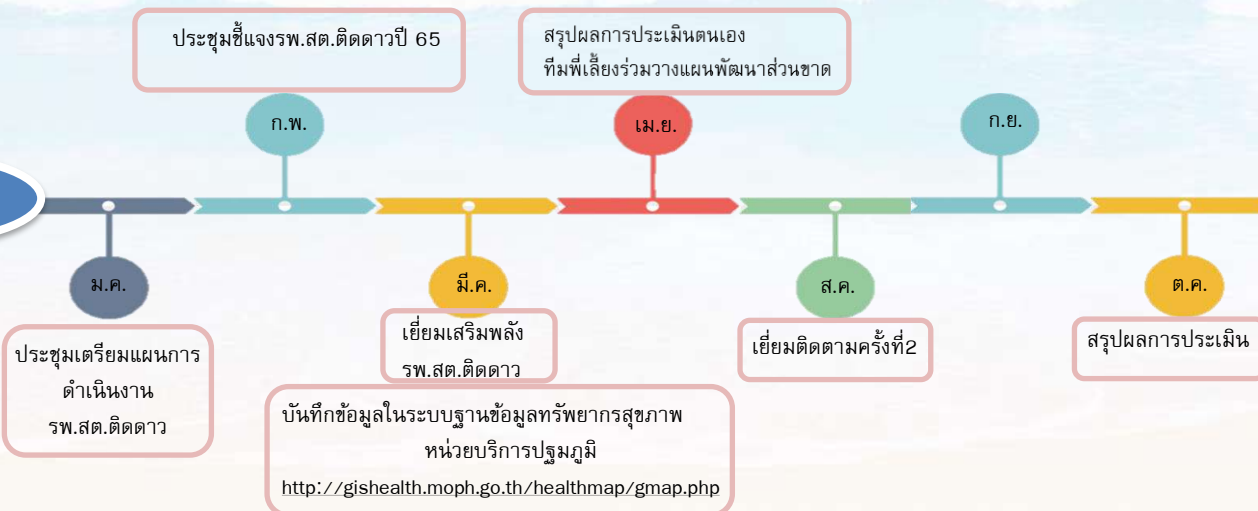 ประชุมชี้แจงรพ.สต.ติดดาวปี 65
สรุปผลการประเมินตนเอง
ทีมพี่เลี้ยงร่วมวางแผนพัฒนาส่วนขาด
ก.พ.
เม.ย.
ก.ย.
ม.ค.
มี.ค.
ส.ค.
ต.ค.
ประชุมเตรียมแผนการ
ดำเนินงาน
รพ.สต.ติดดาว
เยี่ยมเสริมพลัง
รพ.สต.ติดดาว
เยี่ยมติดตามครั้งที่2
สรุปผลการประเมิน
บันทึกข้อมูลในระบบฐานข้อมูลทรัพยากรสุขภาพ
หน่วยบริการปฐมภูมิ
http://gishealth.moph.go.th/healthmap/gmap.php